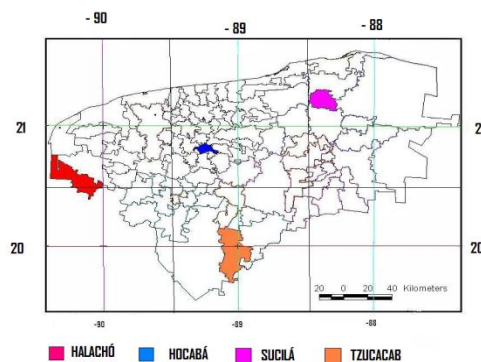 - 90 - 89 - 88
21 2
20 20
20 0 20 40 Kilometers
-90 -89 -88
HALACHÓ HOCABÁ SUCILÁ TZUCACAB